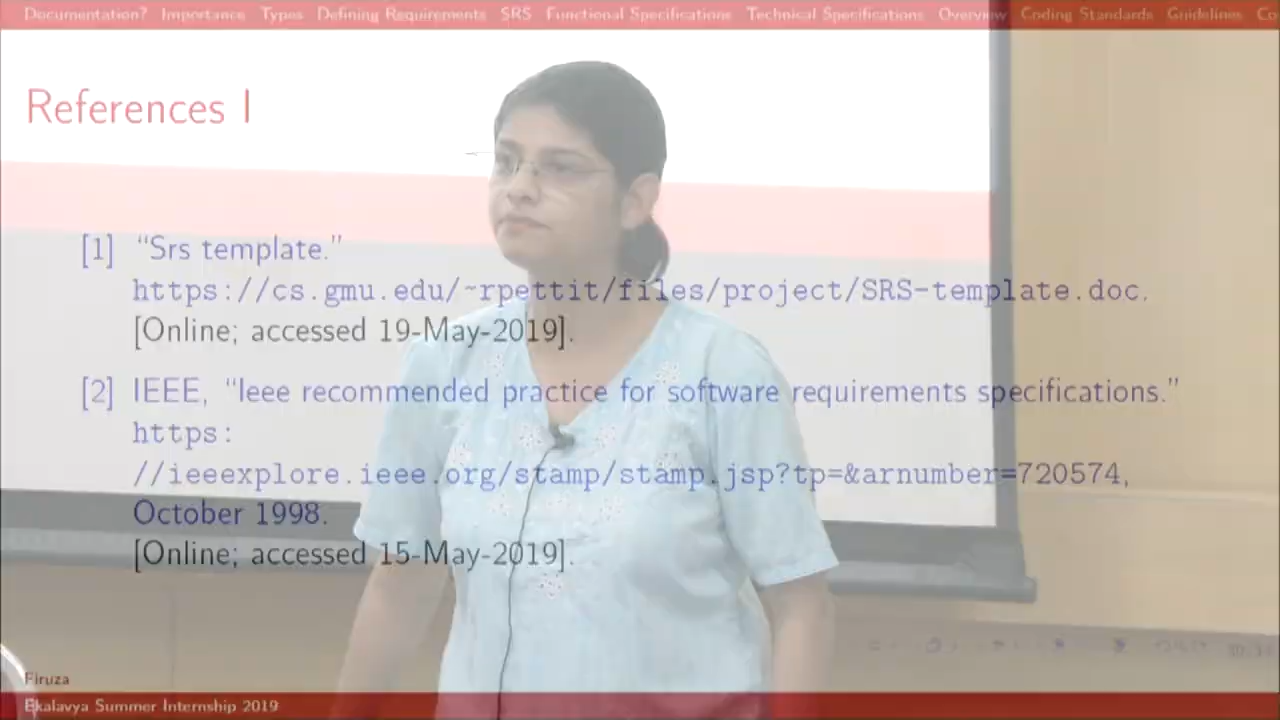 Documentation? Importance Types Defining Requirements SRS Functional Specifications Technical Specifications Overview Coding Standards Guidelines Co
References I
[1] “Srs template.”
https://cs.gmu.edu/~rpettit/files/project/SRS-template.doc.
[Online; accessed 19-May-2019].
[2] IEEE, “Ieee recommended practice for software requirements specifications.”
https:
//ieeexplore.ieee.org/stamp/stamp.jsp?tp=&arnumber=720574,
October 1998.
[Online; accessed 15-May-2019].
Firuza
Ekalavya Summer Internship 2019